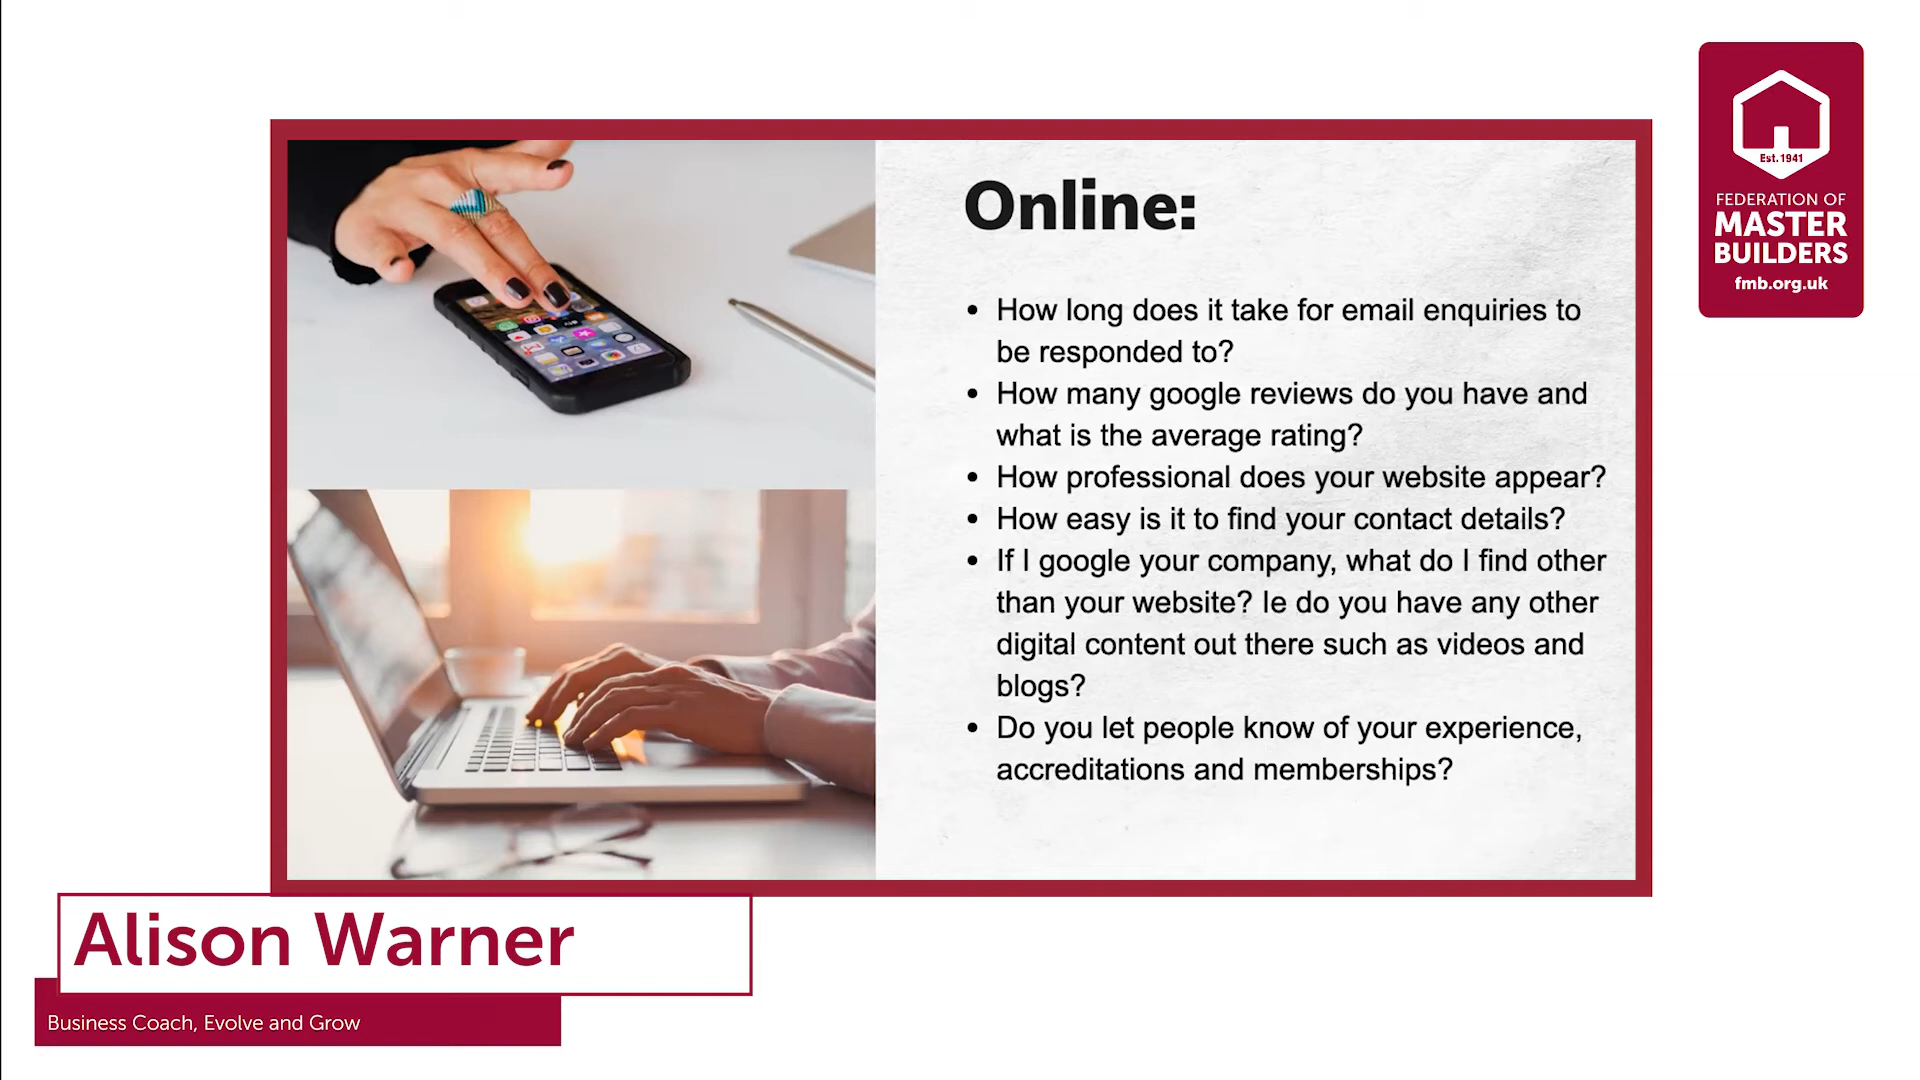 Est. 1941
FEDERATION OF
MASTER
BUILDERS
fmb.org.uk
Online:
• How long does it take for email enquiries to
be responded to?
• How many google reviews do you have and
what is the average rating?
• How professional does your website appear?
• How easy is it to find your contact details?
• If I google your company, what do I find other
than your website? Ie do you have any other
digital content out there such as videos and
blogs?
• Do you let people know of your experience,
accreditations and memberships?
Alison Warner
Business Coach, Evolve and Grow